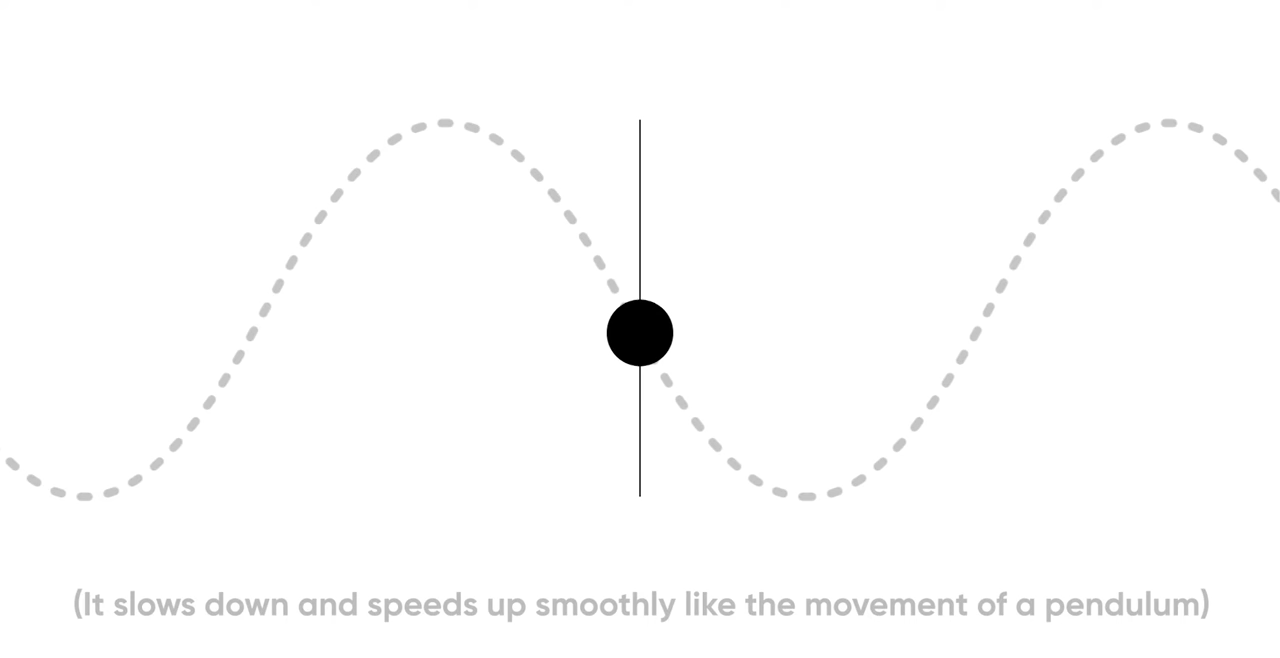 (It slows down and speeds up smoothly like the movement of a pendulum)